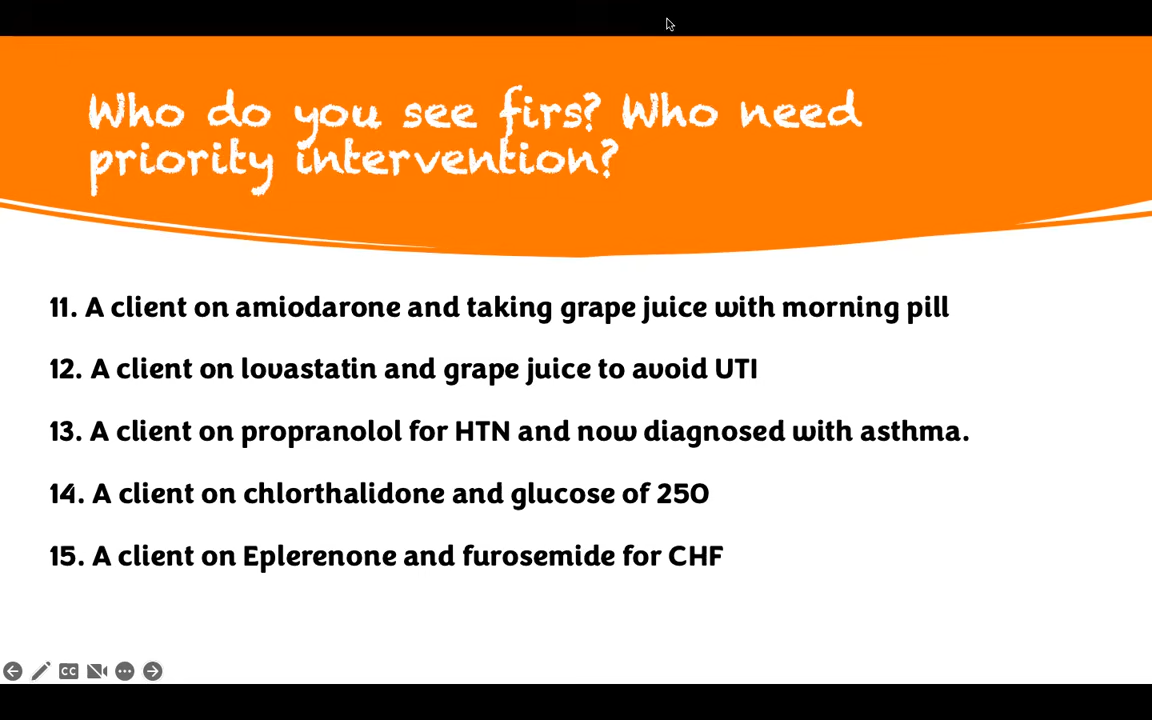 Who do you see firs? Who need
priority intervention?
11. A client on amiodarone and taking grape juice with morning pill
12. A client on lovastatin and grape juice to avoid UTI
13. A client on propranolol for HTN and now diagnosed with asthma.
14. A client on chlorthalidone and glucose of 250
15. A client on Eplerenone and furosemide for CHF
CC